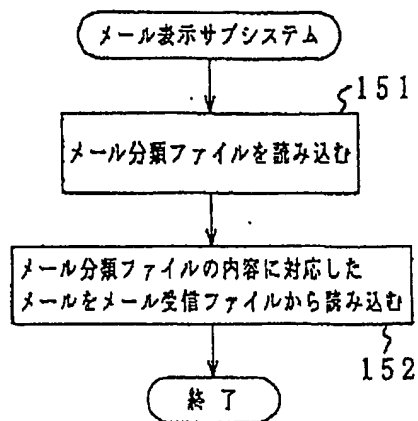 メール表示サブシステム
151
メール分類ファイルを読み込む
メール分類ファイルの内容に対応した
メールをメール受信ファイルから読み込む
152
終了